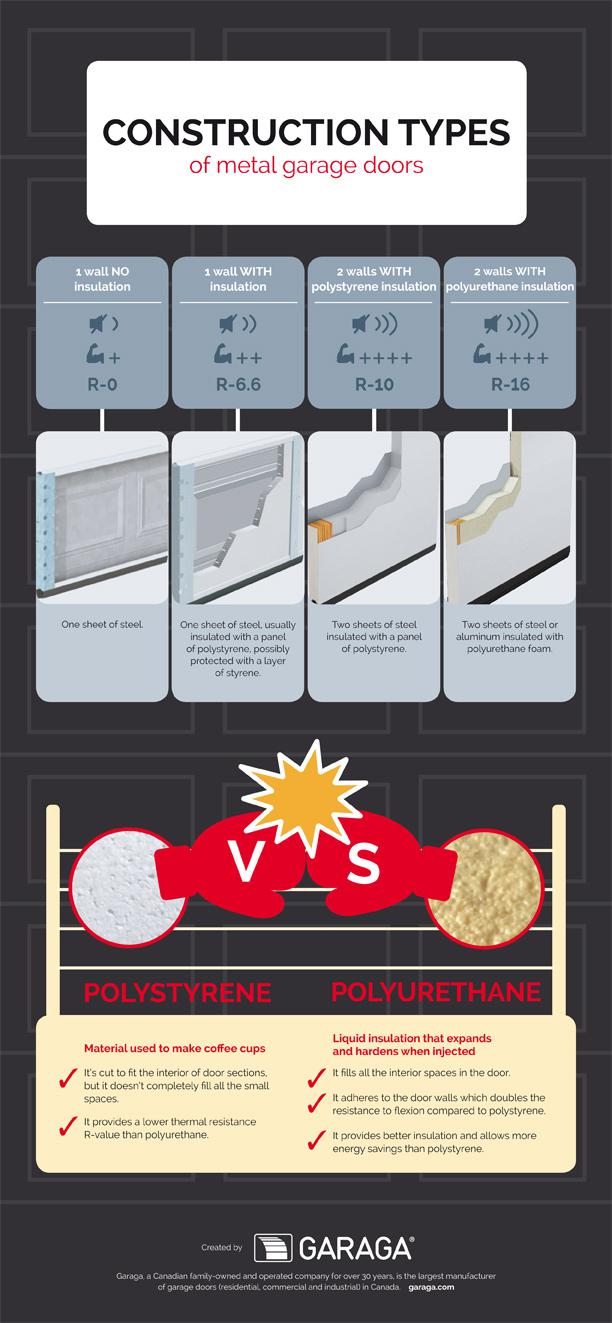 CONSTRUCTION TYPES
of metal garage doors
1 wall NO
insulation
+
R-0
1 wall WITH
insulation
++
R-6.6
2 walls WITH
polystyrene insulation
++++
R-10
2 walls WITH
polyurethane insulation
++++
R-16
One sheet of steel.
One sheet of steel, usually
insulated with a panel
of polystyrene, possibly
protected with a layer
of styrene.
Two sheets of steel
insulated with a panel
of polystyrene.
Two sheets of steel or
aluminum insulated with
polyurethane foam.
V S
POLYSTYRENE
Material used to make coffee cups
It's cut to fit the interior of door sections,
but it doesn't completely fill all the small
spaces.
It provides a lower thermal resistance
R-value than polyurethane.
POLYURETHANE
Liquid insulation that expands
and hardens when injected
It fills all the interior spaces in the door.
It adheres to the door walls which doubles the
resistance to flexion compared to polystyrene.
It provides better insulation and allows more
energy savings than polystyrene.
Created by GARAGA®
Garaga, a Canadian family-owned and operated company for over 30 years, is the largest manufacturer
of garage doors (residential, commercial and industrial) in Canada. garaga.com